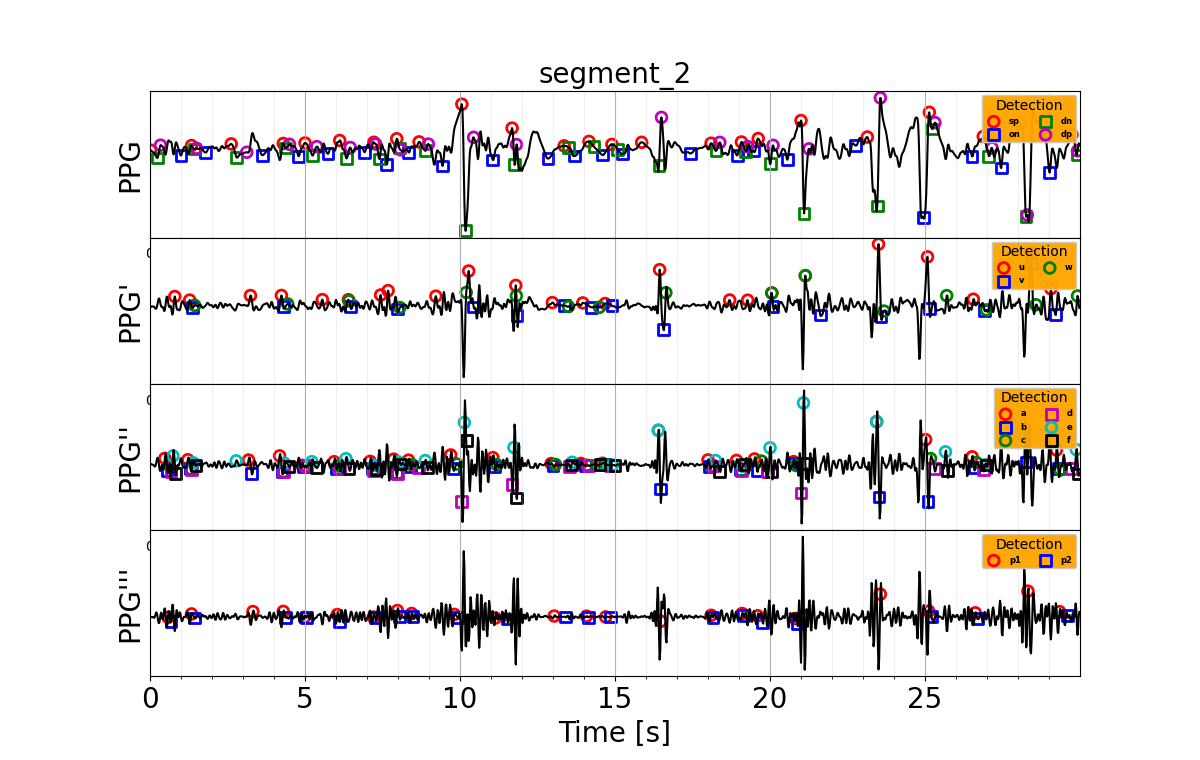 segment_2
PPG
Detection
sp dn
on dp
PPG'
Detection
u w
v
PPG''
Detection
a d
b e
c f
PPG'''
Detection
p1 p2
0 5 10 15 20 25
Time [s]